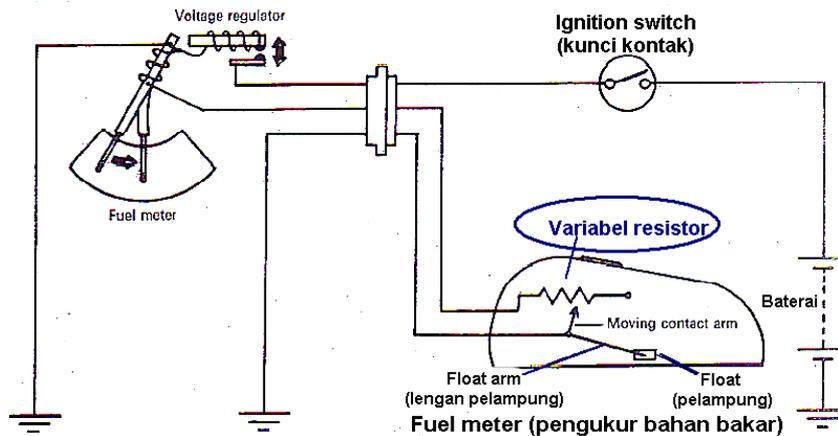 Voltage regulator
Ignition switch
(kunci kontak)
Fuel meter
Variabel resistor
Baterai
Moving contact arm
Float arm
(lengan pelampung)
Float
(pelampung)
Fuel meter (pengukur bahan bakar)